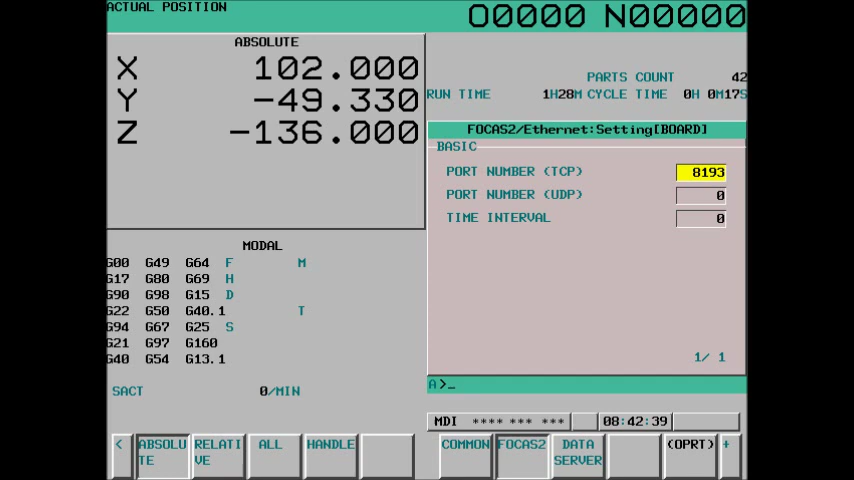 ACTUAL POSITION
O0000 N00000
ABSOLUTE
X 102.000
Y -49.330
Z -136.000
PARTS COUNT 42
RUN TIME 1H28M CYCLE TIME 0H 0M17S
FOCAS2/Ethernet:Setting[BOARD]
BASIC
PORT NUMBER (TCP) 8193
PORT NUMBER (UDP) 0
TIME INTERVAL 0
1/ 1
MODAL
G00 G49 G64 F M
G17 G80 G69 H
G90 G98 G15 D
G22 G50 G40.1 T
G94 G67 G25 S
G21 G97 G160
G40 G54 G13.1
SACT 0/MIN
A>_
MDI **** *** *** 08:42:39
< ABSOLUTE RELATIVE ALL HANDLE COMMON FOCAS2 DATA SERVER (OPRT) +